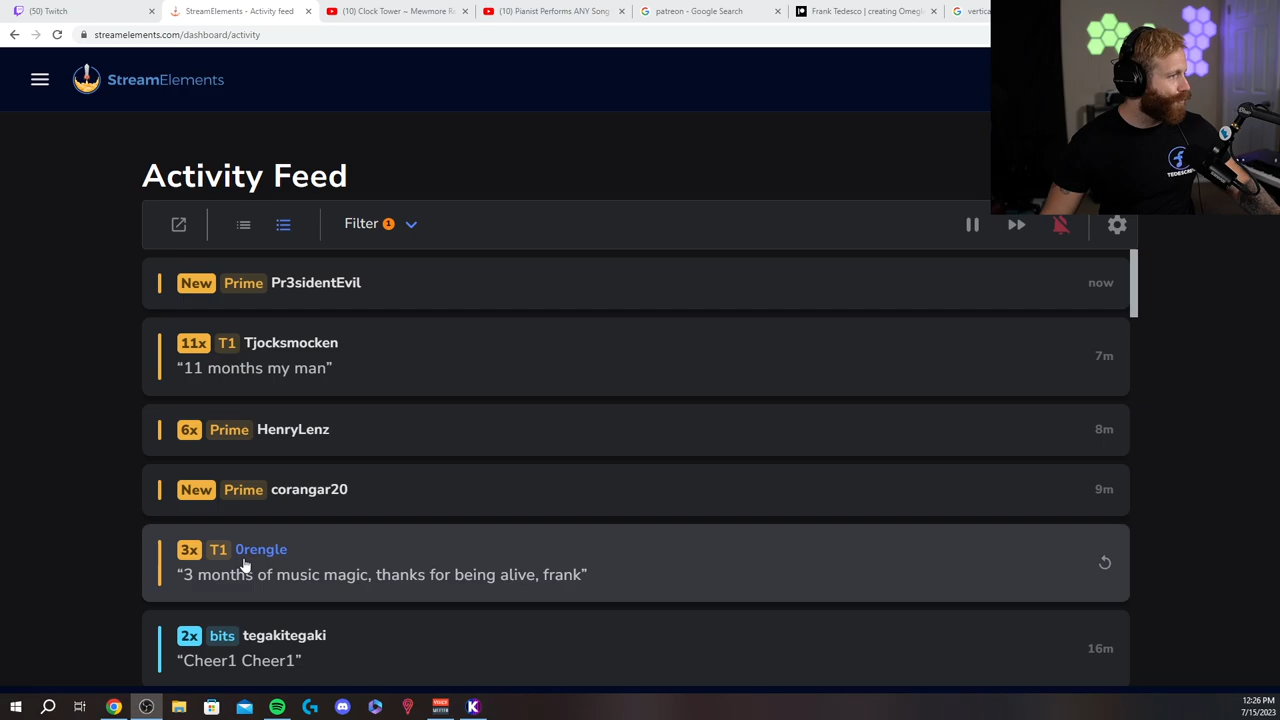 (50) Twitch
StreamElements - Activity feed
(10) Clock Tower ~ Mewmore Re
(10) Pianist Performs ANY Song
patreon - Google Search
Frank Tedesco | creating Omegl
vertica
streamelements.com/dashboard/activity
StreamElements
Activity Feed
Filter 1
New Prime Pr3sidentEvil
now
11x T1 Tjocksmocken
“11 months my man”
7m
6x Prime HenryLenz
8m
New Prime corangar20
9m
3x T1 0rengle
“3 months of music magic, thanks for being alive, frank”
2x bits tegakitegaki
“Cheer1 Cheer1”
16m
12:26 PM
7/15/2023